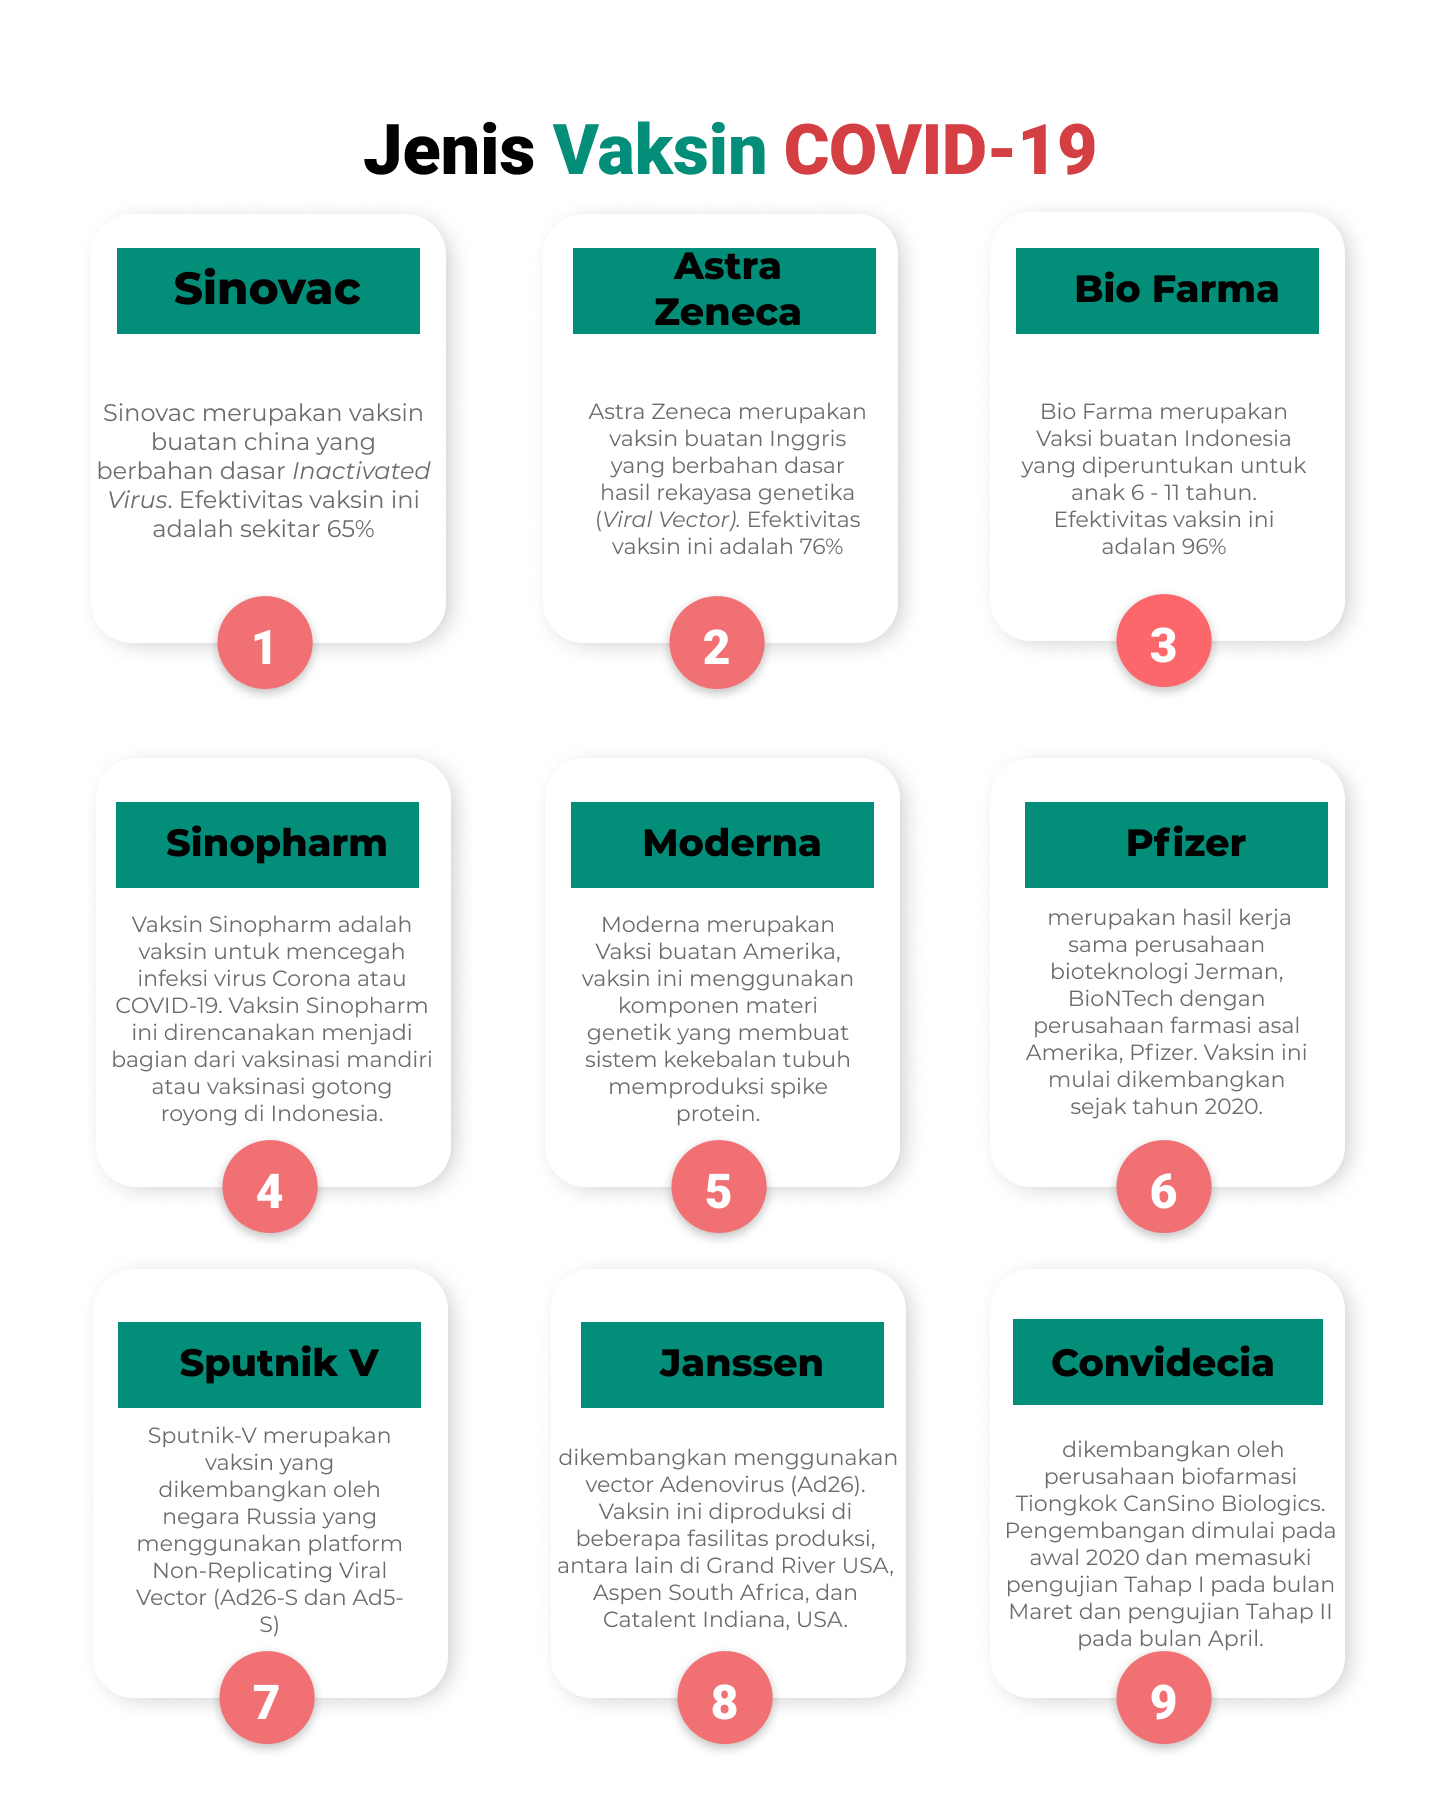 Jenis Vaksin COVID-19
Sinovac
Sinovac merupakan vaksin
buatan china yang
berbahan dasar Inactivated
Virus. Efektivitas vaksin ini
adalah sekitar 65%
1
Astra
Zeneca
Astra Zeneca merupakan
vaksin buatan Inggris
yang berbahan dasar
hasil rekayasa genetika
(Viral Vector). Efektivitas
vaksin ini adalah 76%
2
Bio Farma
Bio Farma merupakan
Vaksi buatan Indonesia
yang diperuntukan untuk
anak 6 - 11 tahun.
Efektivitas vaksin ini
adalan 96%
3
Sinopharm
Vaksin Sinopharm adalah
vaksin untuk mencegah
infeksi virus Corona atau
COVID-19. Vaksin Sinopharm
ini direncanakan menjadi
bagian dari vaksinasi mandiri
atau vaksinasi gotong
royong di Indonesia.
4
Moderna
Moderna merupakan
Vaksi buatan Amerika,
vaksin ini menggunakan
komponen materi
genetik yang membuat
sistem kekebalan tubuh
memproduksi spike
protein.
5
Pfizer
merupakan hasil kerja
sama perusahaan
bioteknologi Jerman,
BioNTech dengan
perusahaan farmasi asal
Amerika, Pfizer. Vaksin ini
mulai dikembangkan
sejak tahun 2020.
6
Sputnik V
Sputnik-V merupakan
vaksin yang
dikembangkan oleh
negara Russia yang
menggunakan platform
Non-Replicating Viral
Vector (Ad26-S dan Ad5-
S)
7
Janssen
dikembangkan menggunakan
vector Adenovirus (Ad26).
Vaksin ini diproduksi di
beberapa fasilitas produksi,
antara lain di Grand River USA,
Aspen South Africa, dan
Catalent Indiana, USA.
8
Convidecia
dikembangkan oleh
perusahaan biofarmasi
Tiongkok CanSino Biologics.
Pengembangan dimulai pada
awal 2020 dan memasuki
pengujian Tahap I pada bulan
Maret dan pengujian Tahap II
pada bulan April.
9